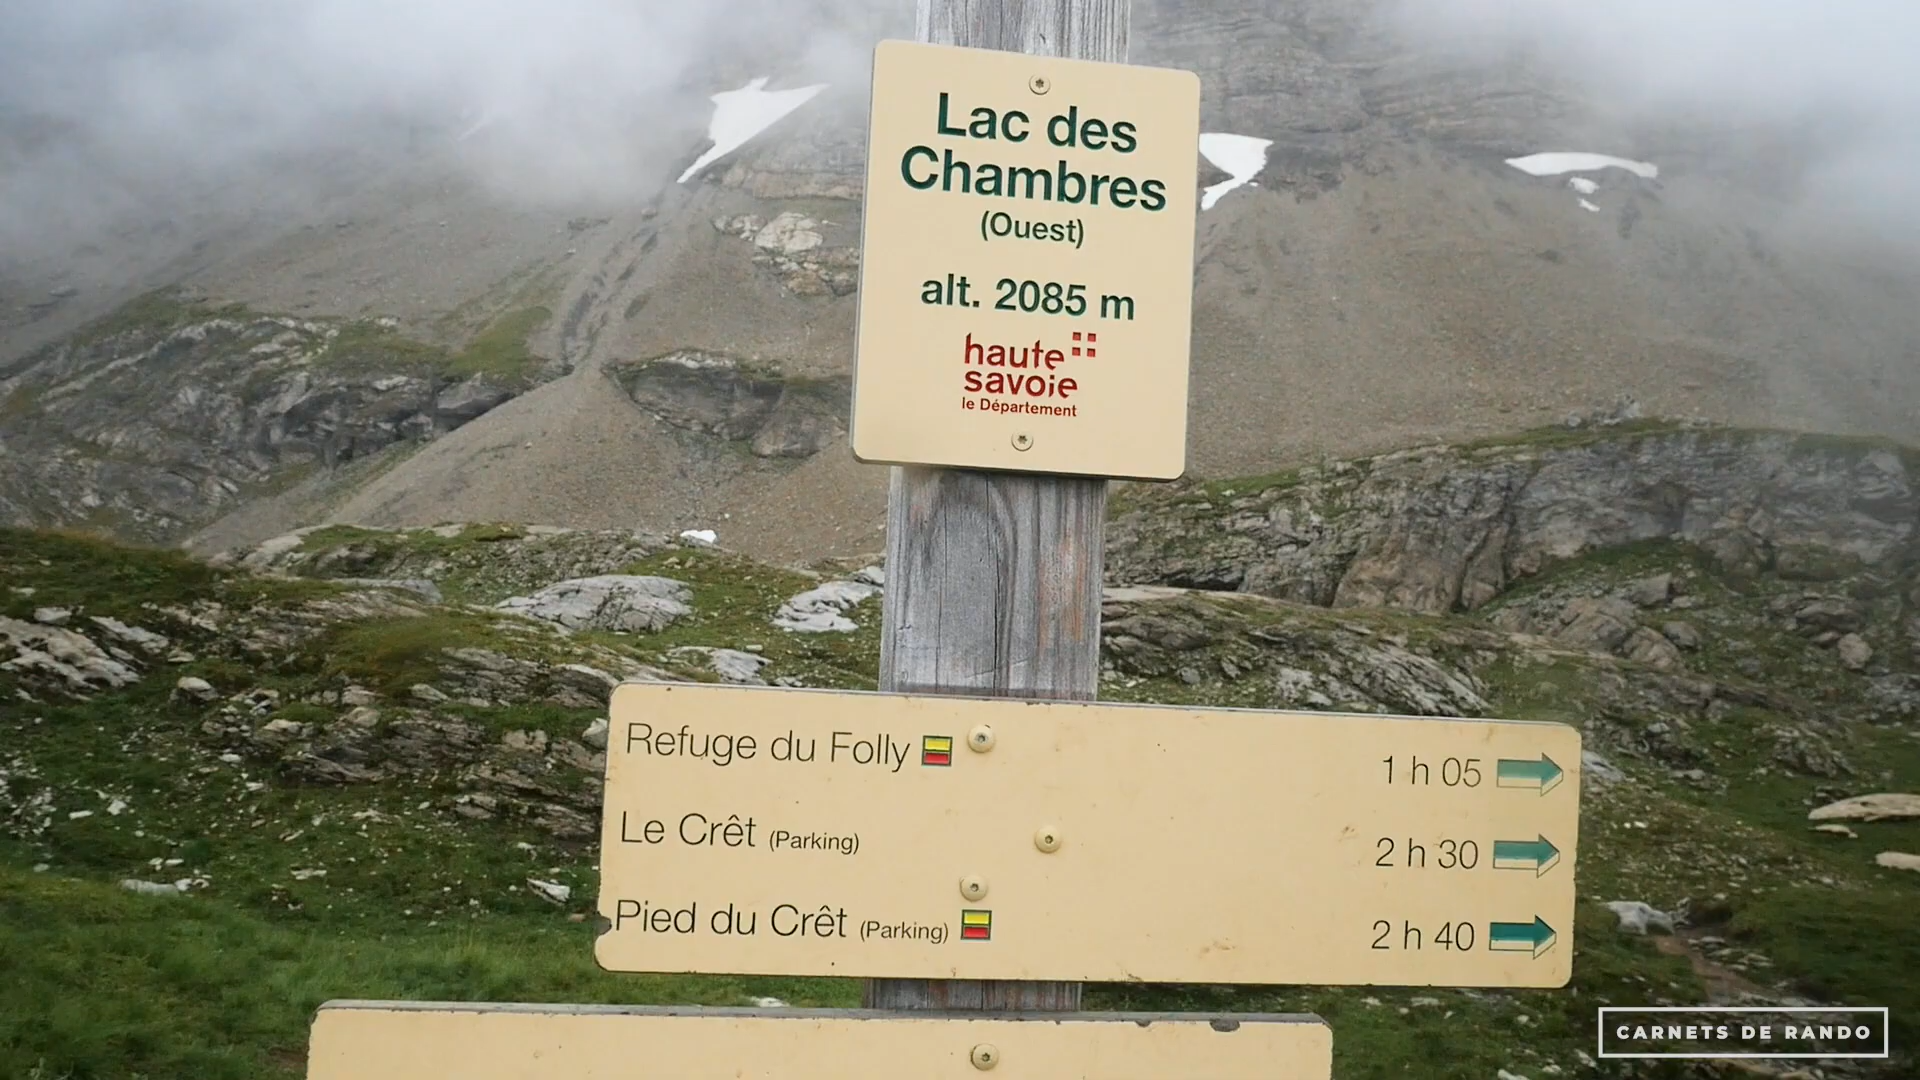 Lac des
Chambres
(Ouest)
alt. 2085 m
haute
savoie
le Département
Refuge du Folly 1 h 05
Le Crêt (Parking) 2 h 30
Pied du Crêt (Parking) 2 h 40
CARNETS DE RANDO